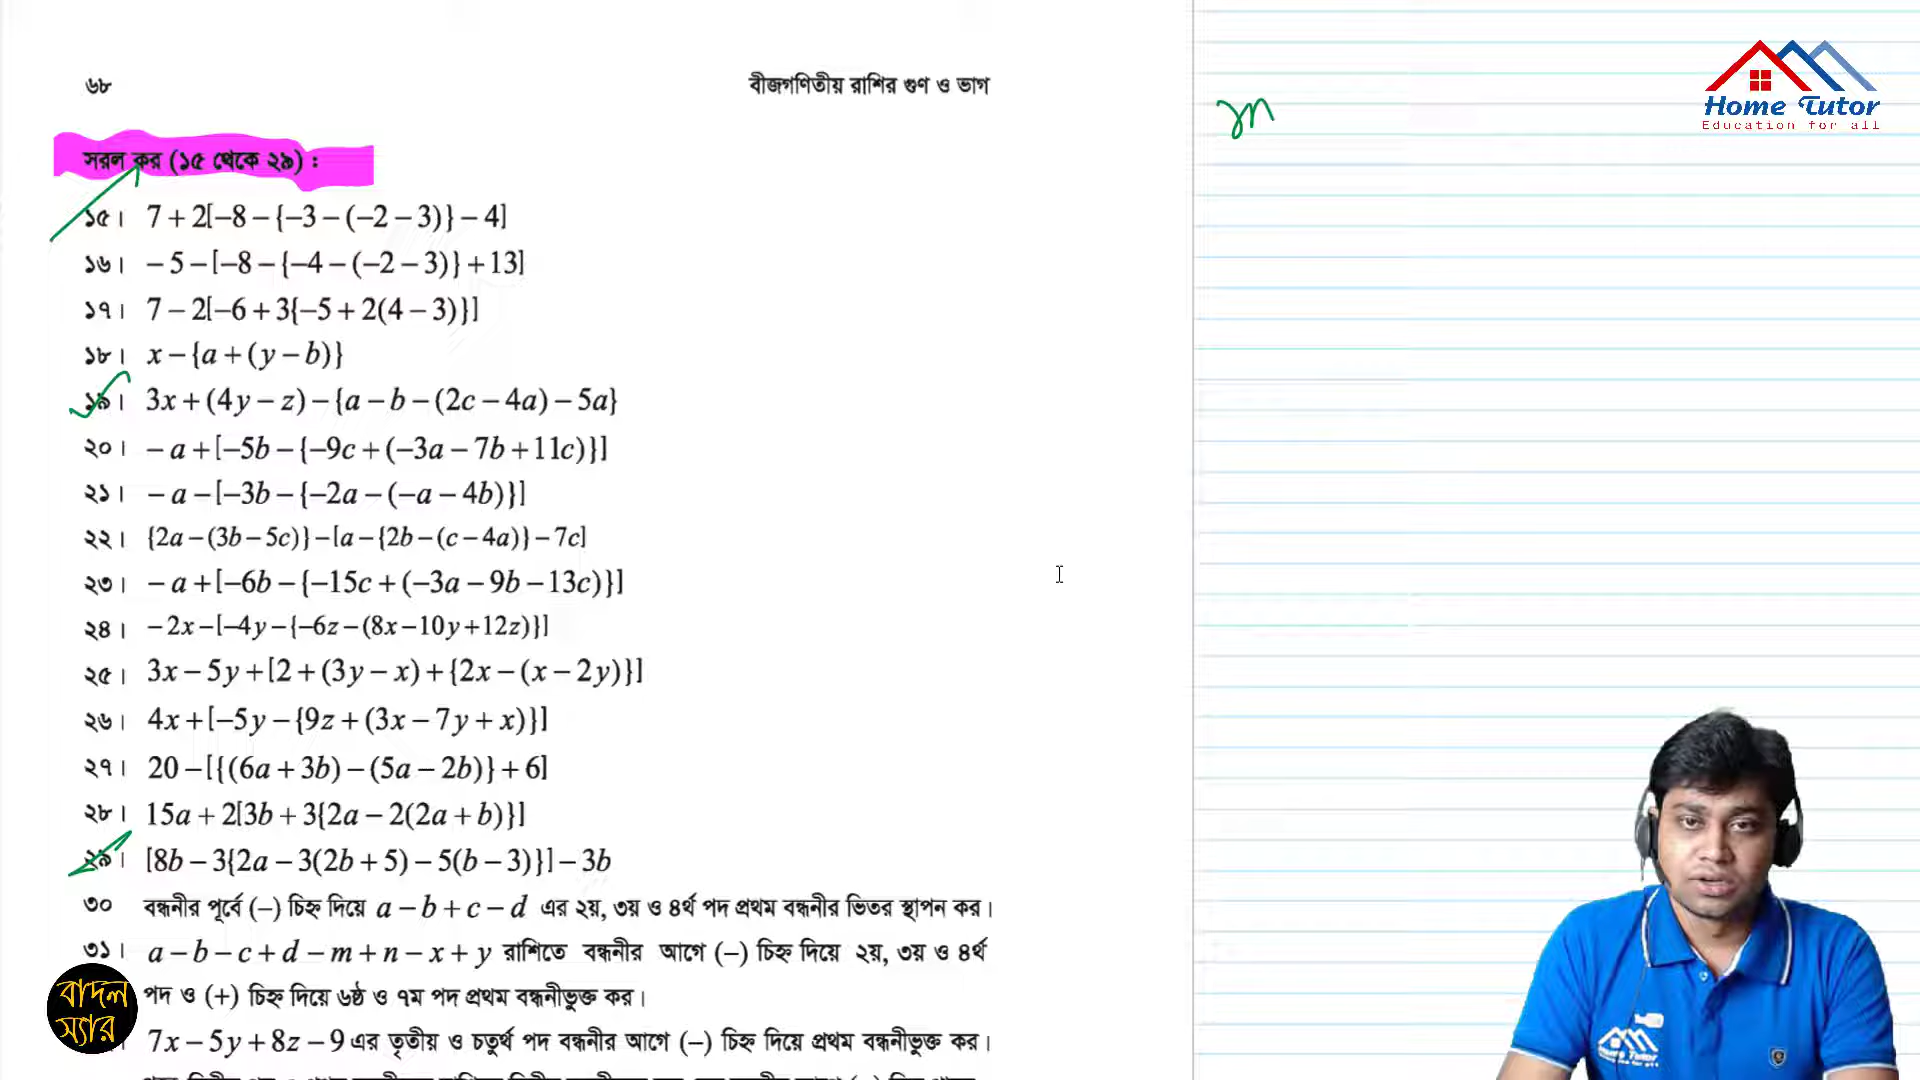 ৬৮
বীজগণিতীয় রাশির গুণ ও ভাগ
Home Tutor
Education for all
সরল কর (১৫ থেকে ২৯) :
১৫। 7 + 2[–8 – {–3 – (–2 – 3)} – 4]
১৬। – 5 – [–8 – {–4 – (–2 – 3)} + 13]
১৭। 7 – 2[–6 + 3{–5 + 2(4 – 3)}]
১৮। x – {a + (y – b)}
১৯। 3x + (4y – z) – {a – b – (2c – 4a) – 5a}
২০। – a + [–5b – {–9c + (–3a – 7b + 11c)}]
২১। – a – [–3b – {–2a – (–a – 4b)}]
২২। {2a – (3b – 5c)} – [a – {2b – (c – 4a)} – 7c]
২৩। – a + [–6b – {–15c + (–3a – 9b – 13c)}]
২৪। – 2x – [–4y – {–6z – (8x – 10y + 12z)}]
২৫। 3x – 5y + [2 + (3y – x) + {2x – (x – 2y)}]
২৬। 4x + [–5y – {9z + (3x – 7y + x)}]
২৭। 20 – [{(6a + 3b) – (5a – 2b)} + 6]
২৮। 15a + 2[3b + 3{2a – 2(2a + b)}]
২৯। [8b – 3{2a – 3(2b + 5) – 5(b – 3)}] – 3b
৩০ বন্ধনীর পূর্বে (–) চিহ্ন দিয়ে a – b + c – d এর ২য়, ৩য় ও ৪র্থ পদ প্রথম বন্ধনীর ভিতর স্থাপন কর।
৩১। a – b – c + d – m + n – x + y রাশিতে বন্ধনীর আগে (–) চিহ্ন দিয়ে ২য়, ৩য় ও ৪র্থ
পদ ও (+) চিহ্ন দিয়ে ৬ষ্ঠ ও ৭ম পদ প্রথম বন্ধনীভুক্ত কর।
7x – 5y + 8z – 9 এর তৃতীয় ও চতুর্থ পদ বন্ধনীর আগে (–) চিহ্ন দিয়ে প্রথম বন্ধনীভুক্ত কর।
বাদল
স্যার
Home Tutor